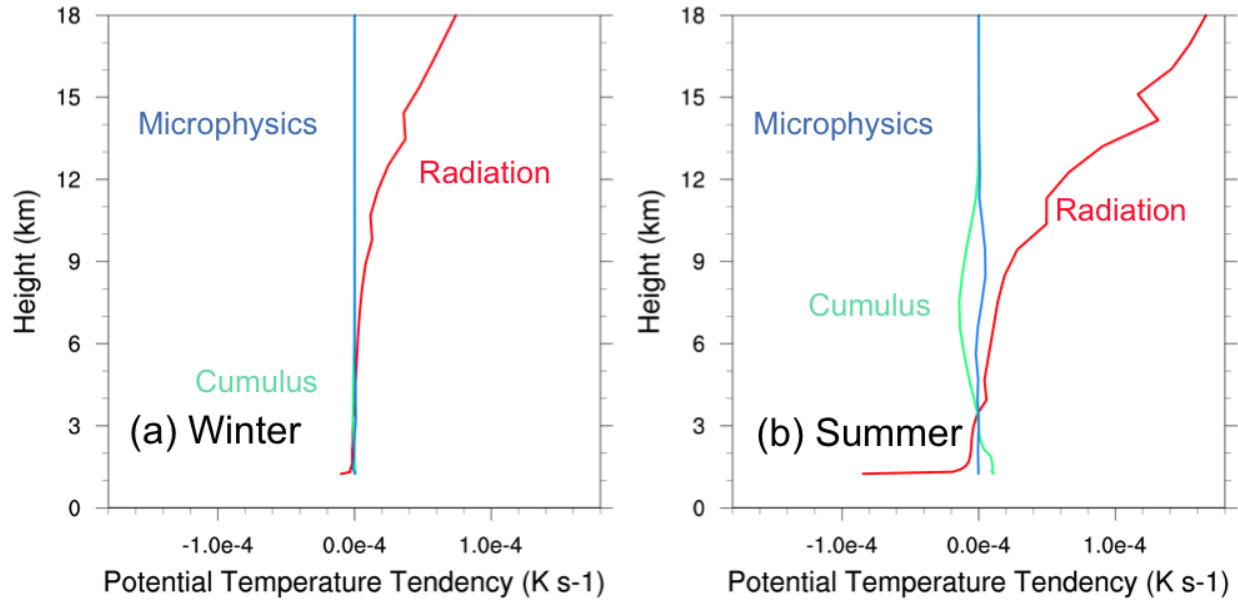 18
15
12
9
6
3
0
Height (km)
Microphysics
Radiation
Cumulus
(a) Winter
-1.0e-4 0.0e-4 1.0e-4
Potential Temperature Tendency (K s-1)
18
15
12
9
6
3
0
Height (km)
Microphysics
Radiation
Cumulus
(b) Summer
-1.0e-4 0.0e-4 1.0e-4
Potential Temperature Tendency (K s-1)